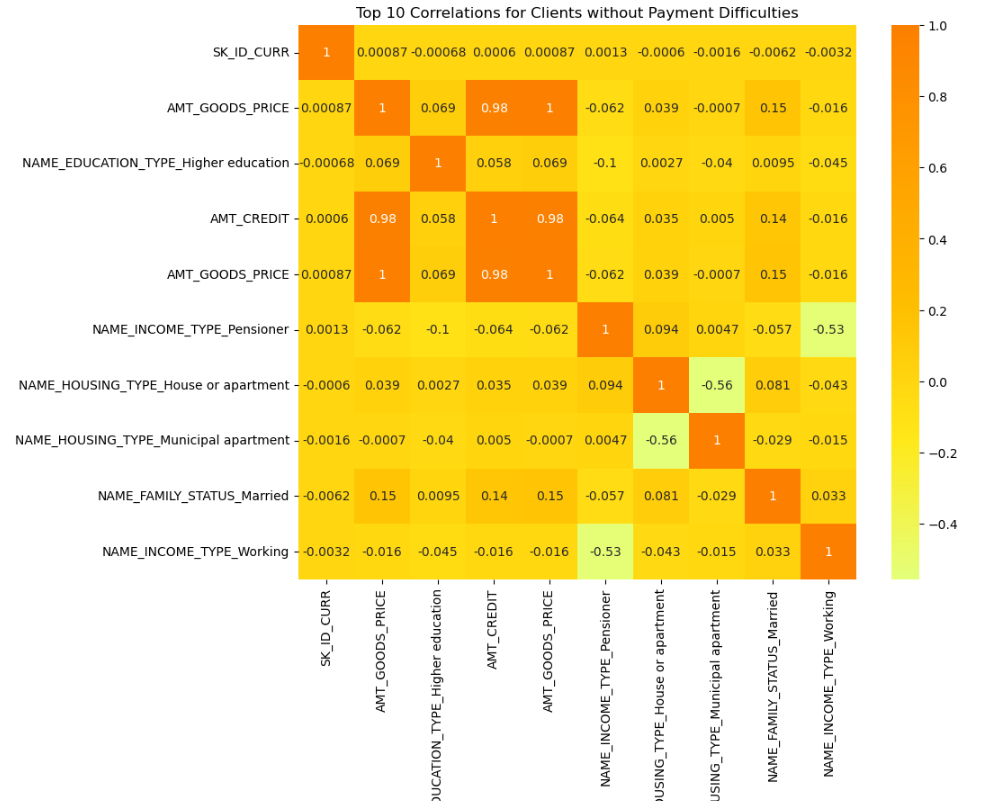 Top 10 Correlations for Clients without Payment Difficulties
SK_ID_CURR 1 0.00087 -0.00068 0.0006 0.00087 0.0013 -0.0006 -0.0016 -0.0062 -0.0032
AMT_GOODS_PRICE 0.00087 1 0.069 0.98 1 -0.062 0.039 -0.0007 0.15 -0.016
NAME_EDUCATION_TYPE_Higher education -0.00068 0.069 1 0.058 0.069 -0.1 0.0027 -0.04 0.0095 -0.045
AMT_CREDIT 0.0006 0.98 0.058 1 0.98 -0.064 0.035 0.005 0.14 -0.016
AMT_GOODS_PRICE 0.00087 1 0.069 0.98 1 -0.062 0.039 -0.0007 0.15 -0.016
NAME_INCOME_TYPE_Pensioner 0.0013 -0.062 -0.1 -0.064 -0.062 1 0.094 0.0047 -0.057 -0.53
NAME_HOUSING_TYPE_House or apartment -0.0006 0.039 0.0027 0.035 0.039 0.094 1 -0.56 0.081 -0.043
NAME_HOUSING_TYPE_Municipal apartment -0.0016 -0.0007 -0.04 0.005 -0.0007 0.0047 -0.56 1 -0.029 -0.015
NAME_FAMILY_STATUS_Married -0.0062 0.15 0.0095 0.14 0.15 -0.057 0.081 -0.029 1 0.033
NAME_INCOME_TYPE_Working -0.0032 -0.016 -0.045 -0.016 -0.016 -0.53 -0.043 -0.015 0.033 1
SK_ID_CURR
AMT_GOODS_PRICE
DUCATION_TYPE_Higher education
AMT_CREDIT
AMT_GOODS_PRICE
NAME_INCOME_TYPE_Pensioner
OUSING_TYPE_House or apartment
USING_TYPE_Municipal apartment
NAME_FAMILY_STATUS_Married
NAME_INCOME_TYPE_Working
1.0
0.8
0.6
0.4
0.2
0.0
−0.2
−0.4